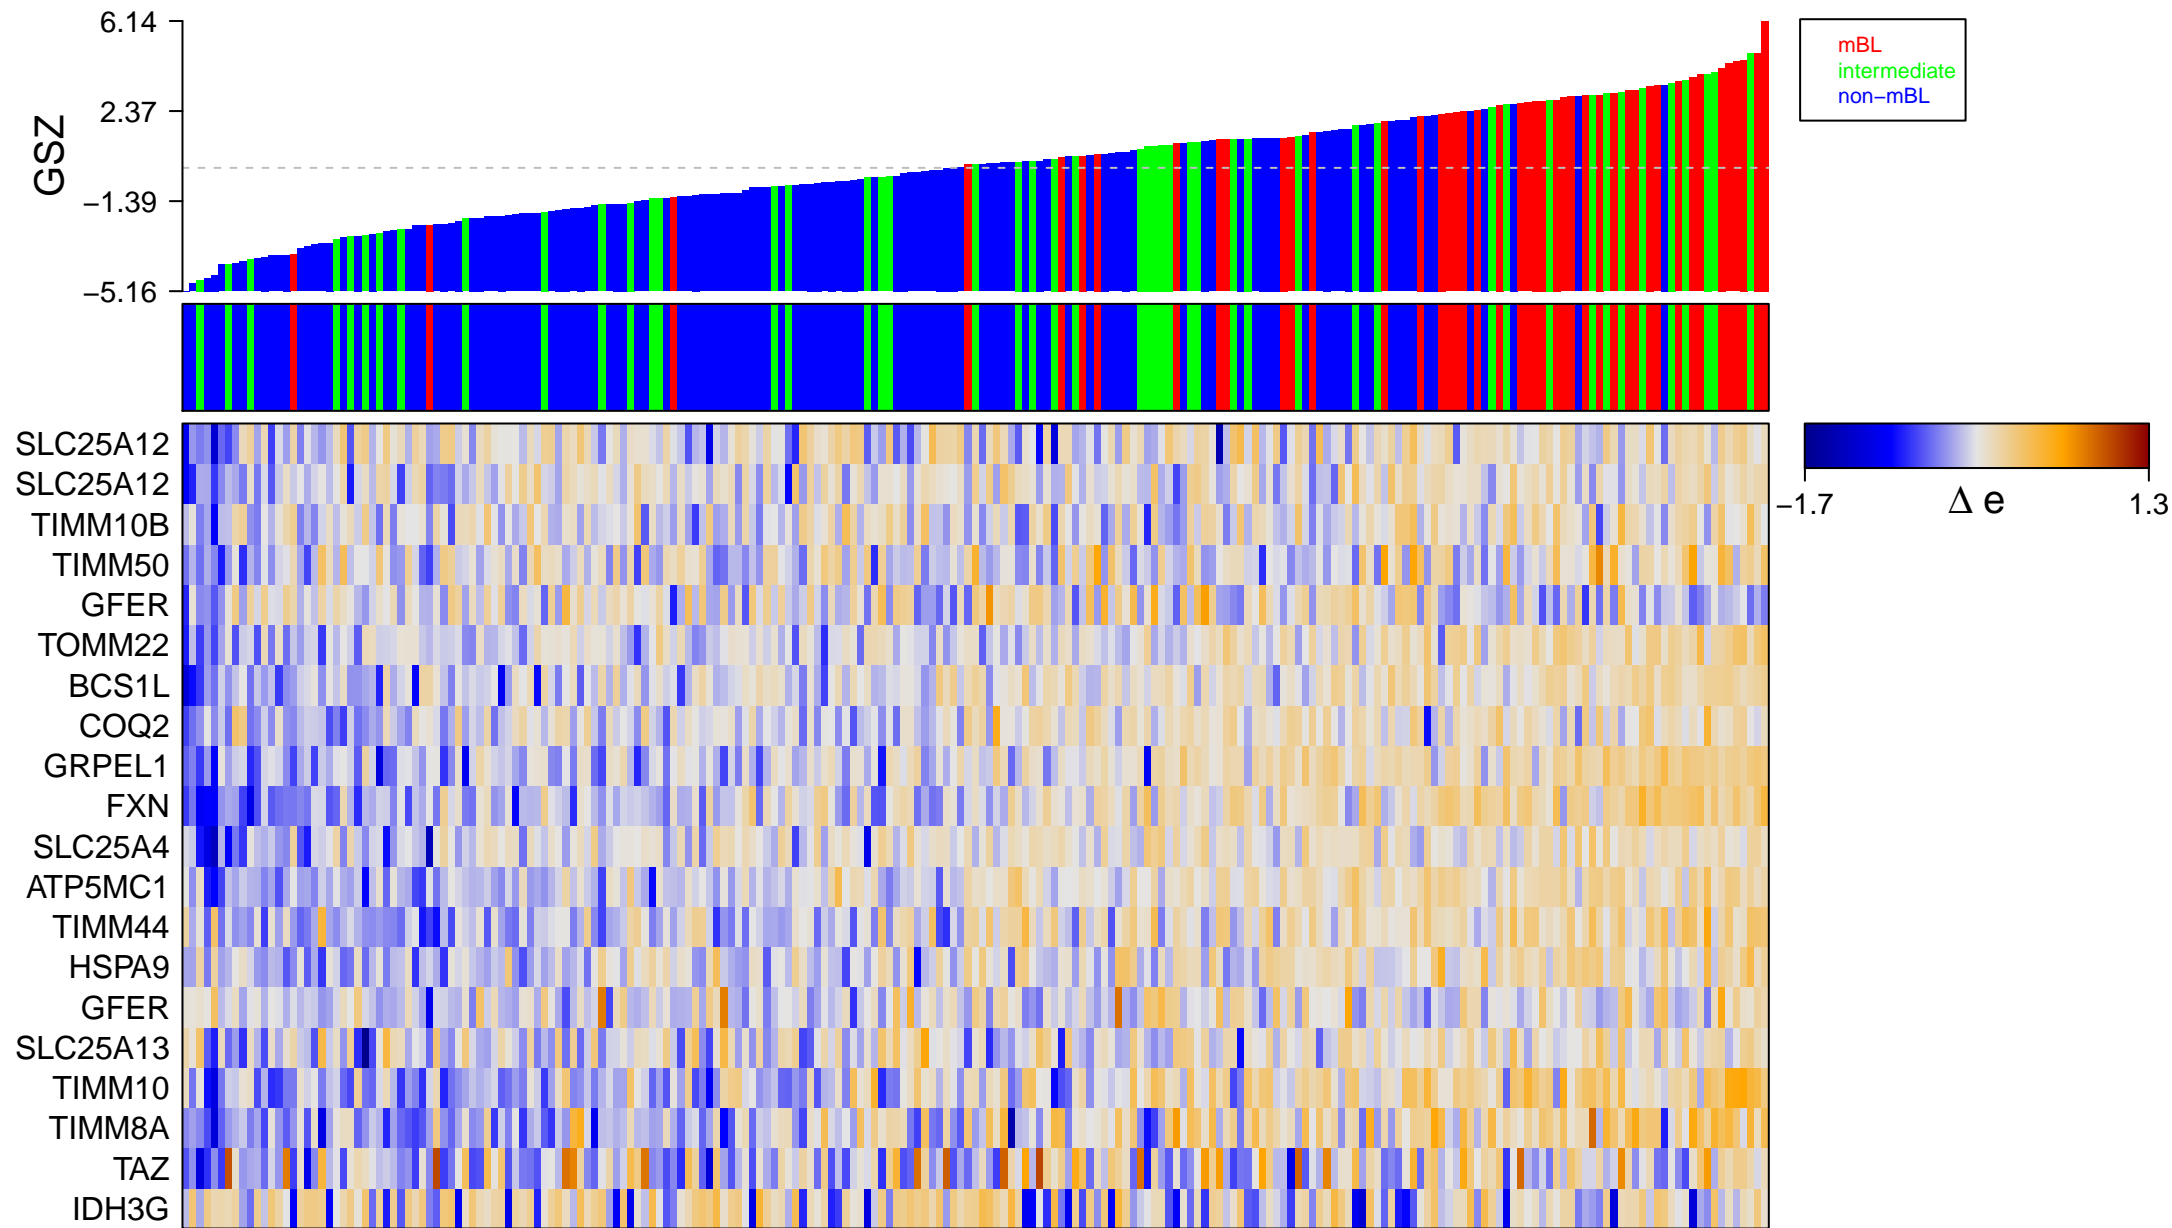 6.14
2.37
−1.39
−5.16
GSZ
mBL
intermediate
non−mBL
SLC25A12
SLC25A12
TIMM10B
TIMM50
GFER
TOMM22
BCS1L
COQ2
GRPEL1
FXN
SLC25A4
ATP5MC1
TIMM44
HSPA9
GFER
SLC25A13
TIMM10
TIMM8A
TAZ
IDH3G
−1.7
Δ e
1.3